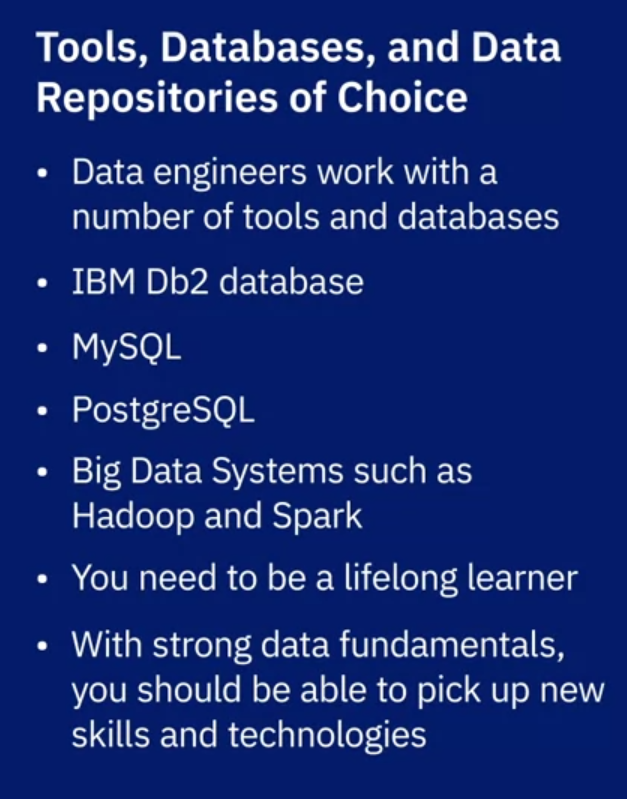 Tools, Databases, and Data
Repositories of Choice
• Data engineers work with a
number of tools and databases
• IBM Db2 database
• MySQL
• PostgreSQL
• Big Data Systems such as
Hadoop and Spark
• You need to be a lifelong learner
• With strong data fundamentals,
you should be able to pick up new
skills and technologies